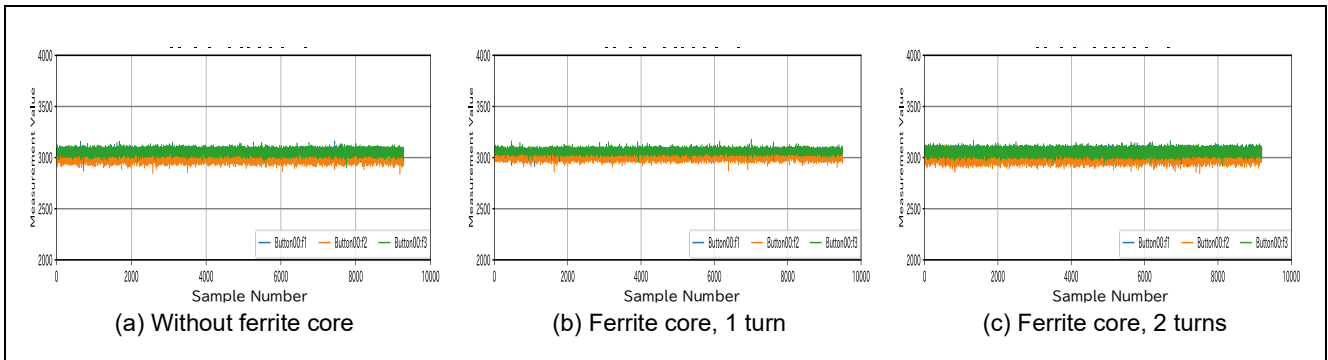 4000
3500
3000
2500
2000
Measurement Value
0 2000 4000 6000 8000 10000
Button00:f1 Button00:f2 Button00:f3
Sample Number
(a) Without ferrite core
4000
3500
3000
2500
2000
Measurement Value
0 2000 4000 6000 8000 10000
Button00:f1 Button00:f2 Button00:f3
Sample Number
(b) Ferrite core, 1 turn
4000
3500
3000
2500
2000
Measurement Value
0 2000 4000 6000 8000 10000
Button00:f1 Button00:f2 Button00:f3
Sample Number
(c) Ferrite core, 2 turns